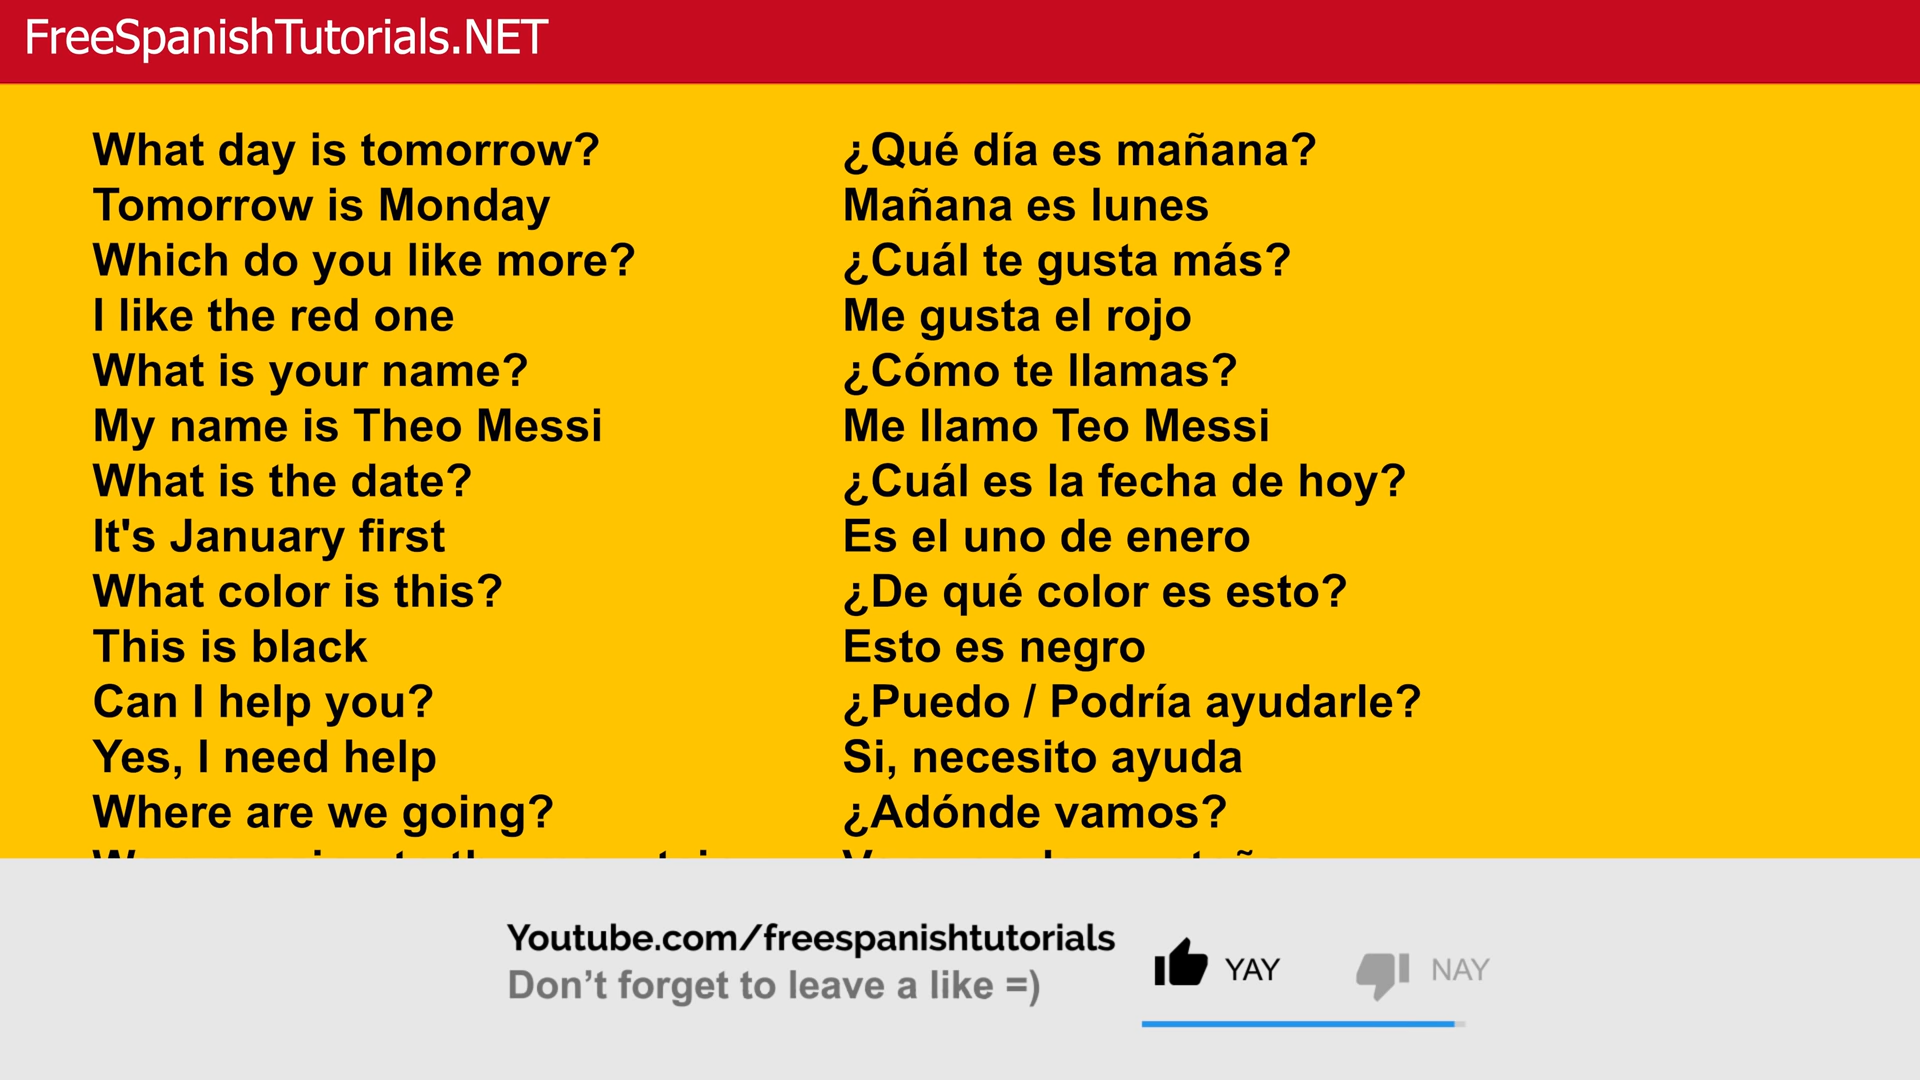 FreeSpanishTutorials.NET
What day is tomorrow? ¿Qué día es mañana?
Tomorrow is Monday Mañana es lunes
Which do you like more? ¿Cuál te gusta más?
I like the red one Me gusta el rojo
What is your name? ¿Cómo te llamas?
My name is Theo Messi Me llamo Teo Messi
What is the date? ¿Cuál es la fecha de hoy?
It's January first Es el uno de enero
What color is this? ¿De qué color es esto?
This is black Esto es negro
Can I help you? ¿Puedo / Podría ayudarle?
Yes, I need help Si, necesito ayuda
Where are we going? ¿Adónde vamos?
Youtube.com/freespanishtutorials
Don't forget to leave a like =)
YAY NAY